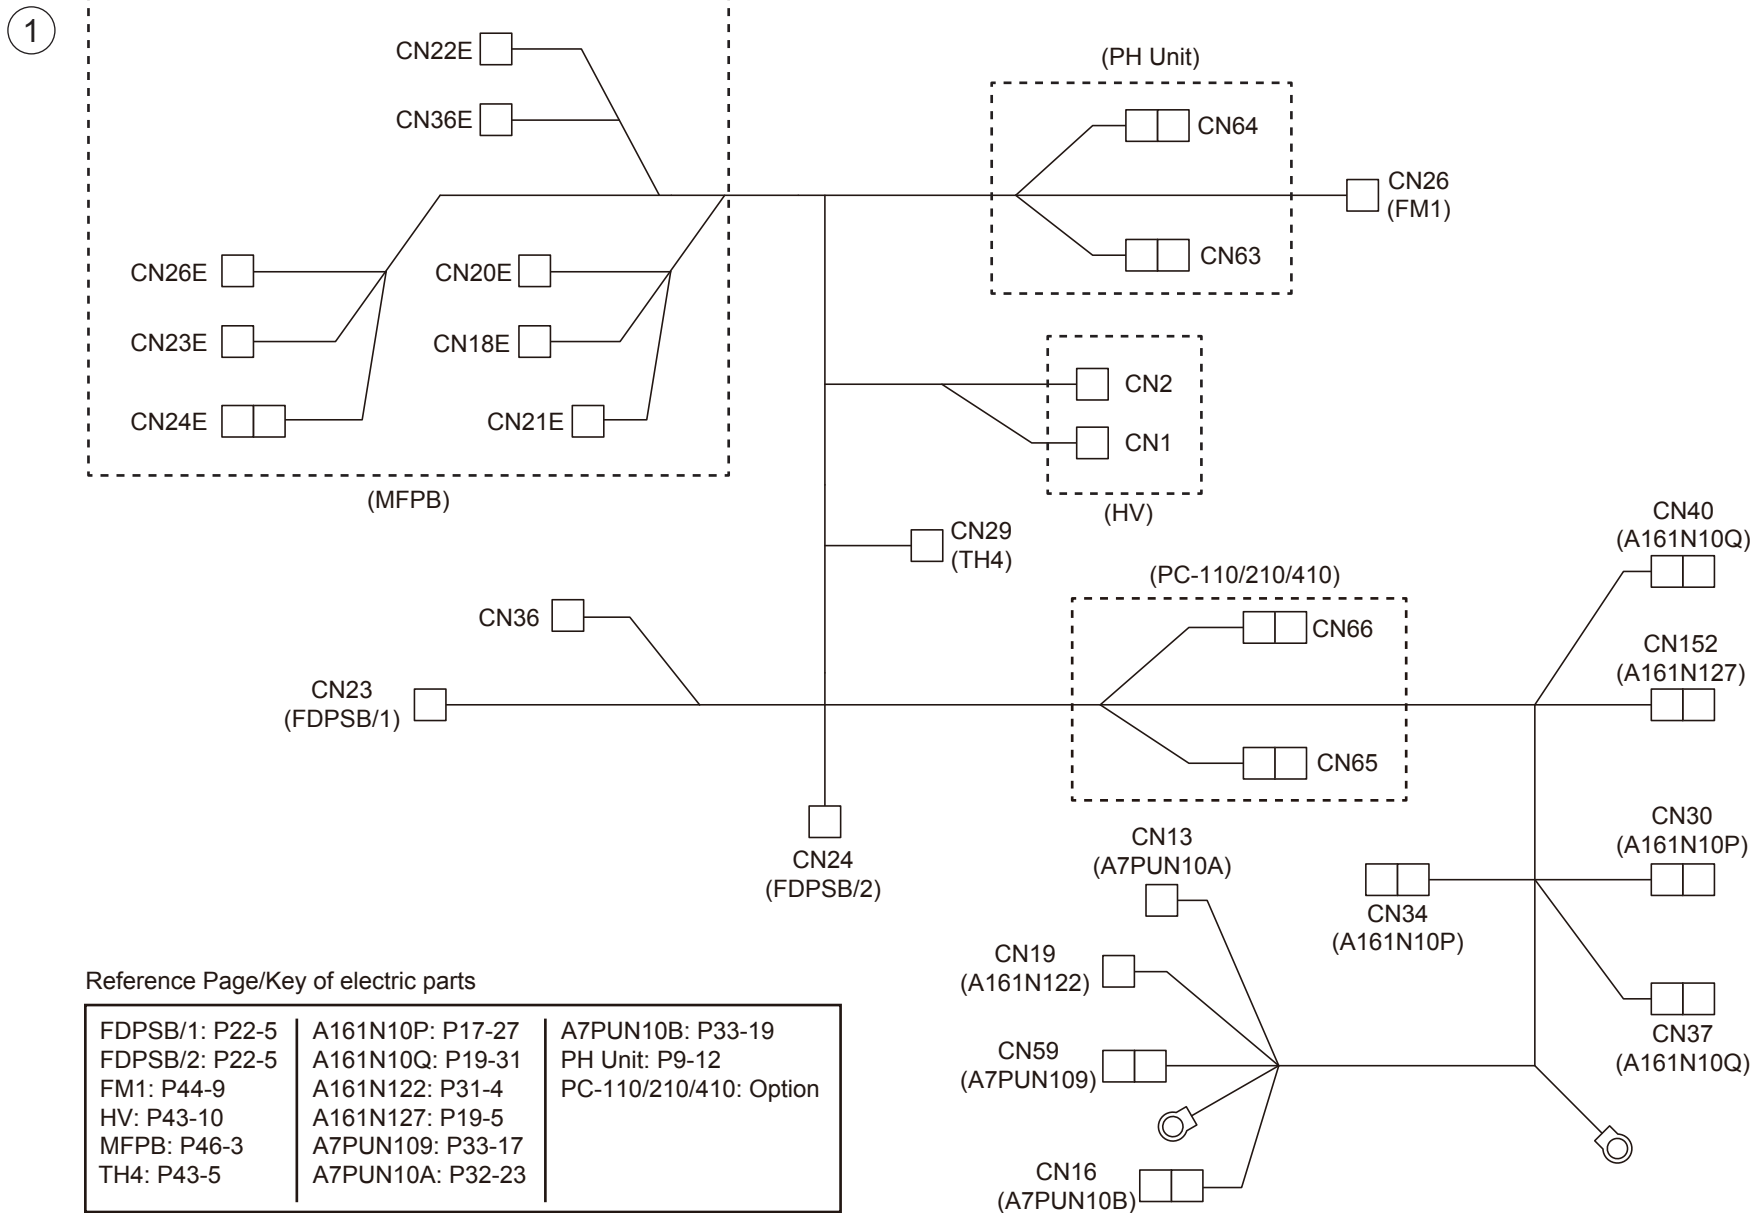 1
CN22E
CN36E
(PH Unit)
CN64
CN26
(FM1)
CN63
CN26E
CN20E
CN23E
CN18E
CN24E
CN21E
(MFPB)
CN2
CN1
(HV)
CN29
(TH4)
CN40
(A161N10Q)
(PC-110/210/410)
CN36
CN66
CN152
(A161N127)
CN23
(FDPSB/1)
CN65
CN24
(FDPSB/2)
CN13
(A7PUN10A)
CN30
(A161N10P)
CN34
(A161N10P)
CN19
(A161N122)
CN37
(A161N10Q)
CN59
(A7PUN109)
CN16
(A7PUN10B)
Reference Page/Key of electric parts
FDPSB/1: P22-5
FDPSB/2: P22-5
FM1: P44-9
HV: P43-10
MFPB: P46-3
TH4: P43-5
A161N10P: P17-27
A161N10Q: P19-31
A161N122: P31-4
A161N127: P19-5
A7PUN109: P33-17
A7PUN10A: P32-23
A7PUN10B: P33-19
PH Unit: P9-12
PC-110/210/410: Option